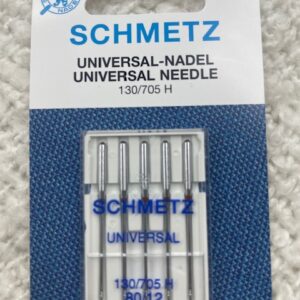 SCHMETZ
UNIVERSAL-NADEL
UNIVERSAL NEEDLE
130/705 H
SCHMETZ
UNIVERSAL
130/705 H
80/12